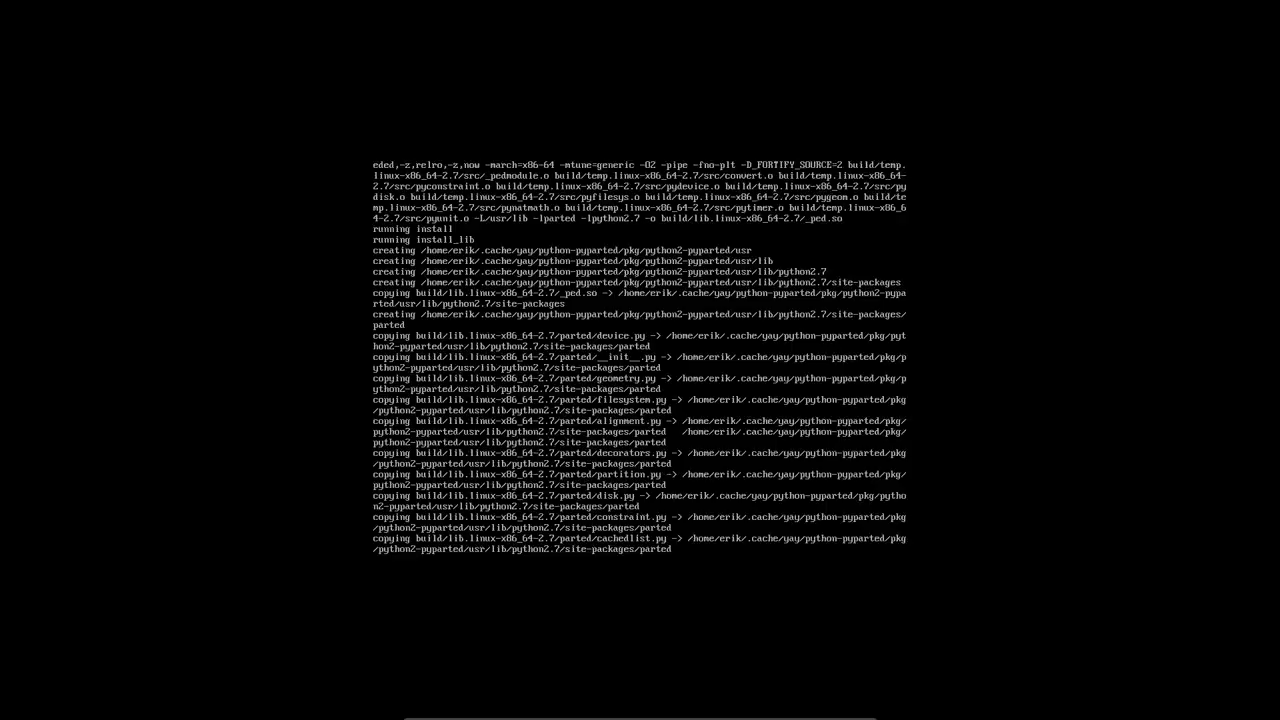 eded,-z,relro,-z,now -march=x86-64 -mtune=generic -O2 -pipe -fno-plt -D_FORTIFY_SOURCE=2 build/temp.
linux-x86_64-2.7/src/_pedmodule.o build/temp.linux-x86_64-2.7/src/convert.o build/temp.linux-x86_64-
2.7/src/pyconstraint.o build/temp.linux-x86_64-2.7/src/pydevice.o build/temp.linux-x86_64-2.7/src/py
disk.o build/temp.linux-x86_64-2.7/src/pyfilesys.o build/temp.linux-x86_64-2.7/src/pygeom.o build/te
mp.linux-x86_64-2.7/src/pynatmath.o build/temp.linux-x86_64-2.7/src/pytimer.o build/temp.linux-x86_6
4-2.7/src/pyunit.o -L/usr/lib -lparted -lpython2.7 -o build/lib.linux-x86_64-2.7/_ped.so
running install
running install_lib
creating /home/erik/.cache/yay/python-pyparted/pkg/python2-pyparted/usr
creating /home/erik/.cache/yay/python-pyparted/pkg/python2-pyparted/usr/lib
creating /home/erik/.cache/yay/python-pyparted/pkg/python2-pyparted/usr/lib/python2.7
creating /home/erik/.cache/yay/python-pyparted/pkg/python2-pyparted/usr/lib/python2.7/site-packages
copying build/lib.linux-x86_64-2.7/_ped.so -> /home/erik/.cache/yay/python-pyparted/pkg/python2-pypa
rted/usr/lib/python2.7/site-packages
creating /home/erik/.cache/yay/python-pyparted/pkg/python2-pyparted/usr/lib/python2.7/site-packages/
parted
copying build/lib.linux-x86_64-2.7/parted/device.py -> /home/erik/.cache/yay/python-pyparted/pkg/pyt
hon2-pyparted/usr/lib/python2.7/site-packages/parted
copying build/lib.linux-x86_64-2.7/parted/__init__.py -> /home/erik/.cache/yay/python-pyparted/pkg/p
ython2-pyparted/usr/lib/python2.7/site-packages/parted
copying build/lib.linux-x86_64-2.7/parted/geometry.py -> /home/erik/.cache/yay/python-pyparted/pkg/p
ython2-pyparted/usr/lib/python2.7/site-packages/parted
copying build/lib.linux-x86_64-2.7/parted/filesystem.py -> /home/erik/.cache/yay/python-pyparted/pkg
/python2-pyparted/usr/lib/python2.7/site-packages/parted
copying build/lib.linux-x86_64-2.7/parted/alignment.py -> /home/erik/.cache/yay/python-pyparted/pkg/
python2-pyparted/usr/lib/python2.7/site-packages/parted   /home/erik/.cache/yay/python-pyparted/pkg/
python2-pyparted/usr/lib/python2.7/site-packages/parted
copying build/lib.linux-x86_64-2.7/parted/decorators.py -> /home/erik/.cache/yay/python-pyparted/pkg
/python2-pyparted/usr/lib/python2.7/site-packages/parted
copying build/lib.linux-x86_64-2.7/parted/partition.py -> /home/erik/.cache/yay/python-pyparted/pkg/
python2-pyparted/usr/lib/python2.7/site-packages/parted
copying build/lib.linux-x86_64-2.7/parted/disk.py -> /home/erik/.cache/yay/python-pyparted/pkg/pytho
n2-pyparted/usr/lib/python2.7/site-packages/parted
copying build/lib.linux-x86_64-2.7/parted/constraint.py -> /home/erik/.cache/yay/python-pyparted/pkg
/python2-pyparted/usr/lib/python2.7/site-packages/parted
copying build/lib.linux-x86_64-2.7/parted/cachedlist.py -> /home/erik/.cache/yay/python-pyparted/pkg
/python2-pyparted/usr/lib/python2.7/site-packages/parted